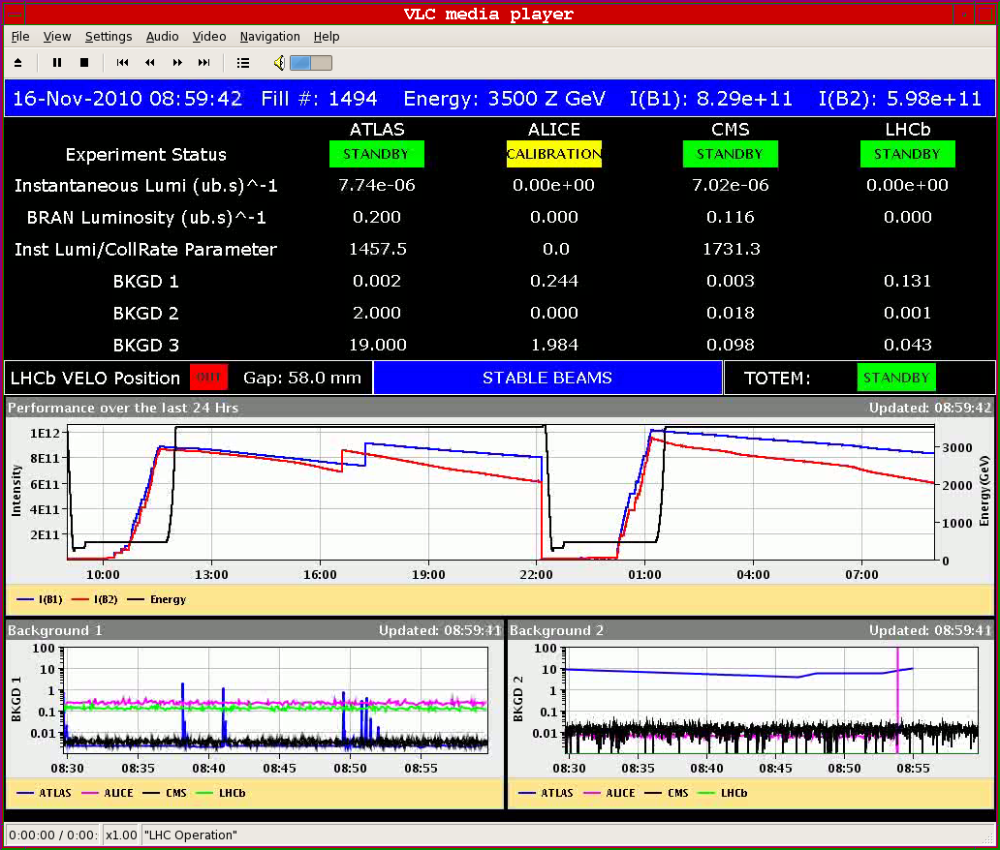 VLC media player
File View Settings Audio Video Navigation Help
16-Nov-2010 08:59:42 Fill #: 1494 Energy: 3500 Z GeV I(B1): 8.29e+11 I(B2): 5.98e+11
ATLAS ALICE CMS LHCb
Experiment Status STANDBY CALIBRATION STANDBY STANDBY
Instantaneous Lumi (ub.s)^-1 7.74e-06 0.00e+00 7.02e-06 0.00e+00
BRAN Luminosity (ub.s)^-1 0.200 0.000 0.116 0.000
Inst Lumi/CollRate Parameter 1457.5 0.0 1731.3
BKGD 1 0.002 0.244 0.003 0.131
BKGD 2 2.000 0.000 0.018 0.001
BKGD 3 19.000 1.984 0.098 0.043
LHCb VELO Position OUT Gap: 58.0 mm STABLE BEAMS TOTEM: STANDBY
Performance over the last 24 Hrs Updated: 08:59:42
Intensity
1E12
8E11
6E11
4E11
2E11
3000
2000
1000
0
Energy(GeV)
10:00 13:00 16:00 19:00 22:00 01:00 04:00 07:00
I(B1) I(B2) Energy
Background 1 Updated: 08:59:41
BKGD 1
100
10
1
0.1
0.01
08:30 08:35 08:40 08:45 08:50 08:55
ATLAS ALICE CMS LHCb
Background 2 Updated: 08:59:41
BKGD 2
100
10
1
0.1
0.01
08:30 08:35 08:40 08:45 08:50 08:55
ATLAS ALICE CMS LHCb
0:00:00 / 0:00: x1.00 "LHC Operation"